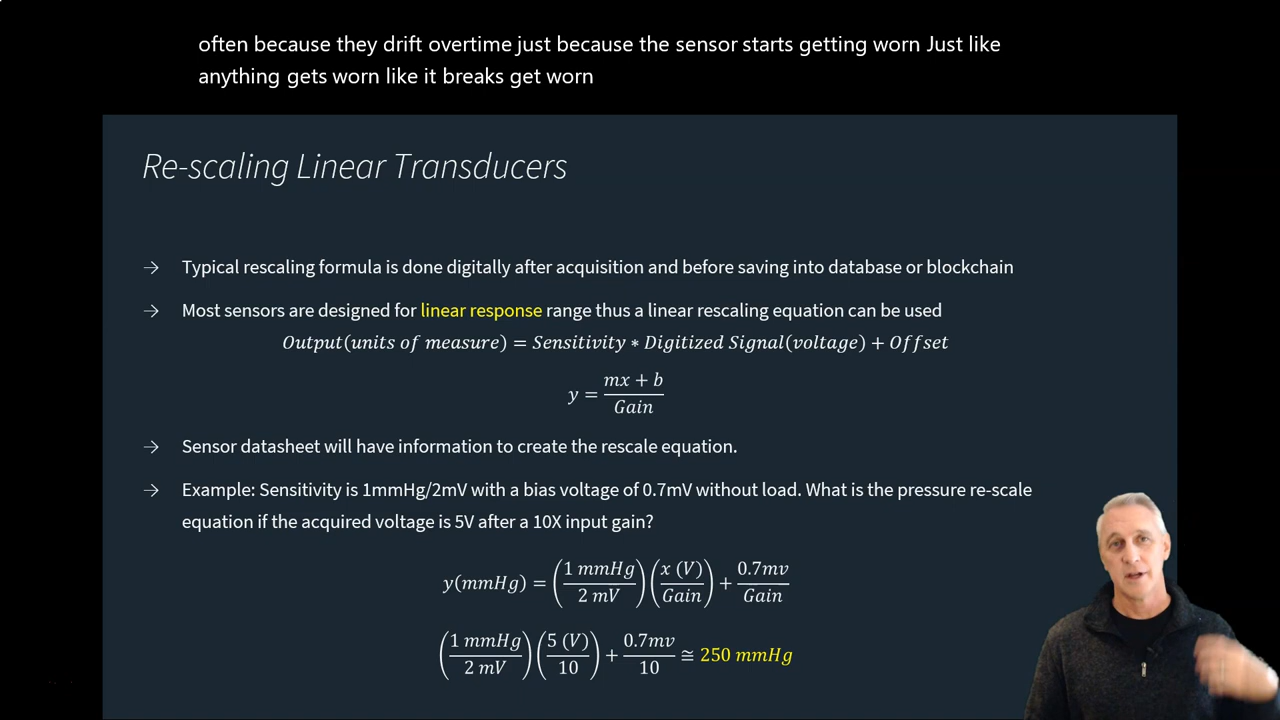 often because they drift overtime just because the sensor starts getting worn Just like
anything gets worn like it breaks get worn
Re-scaling Linear Transducers
→ Typical rescaling formula is done digitally after acquisition and before saving into database or blockchain
→ Most sensors are designed for linear response range thus a linear rescaling equation can be used
Output(units of measure) = Sensitivity ∗ Digitized Signal(voltage) + Offset
y = (mx + b)/Gain
→ Sensor datasheet will have information to create the rescale equation.
→ Example: Sensitivity is 1mmHg/2mV with a bias voltage of 0.7mV without load. What is the pressure re-scale
equation if the acquired voltage is 5V after a 10X input gain?
y(mmHg) = (1 mmHg/2 mV)(x (V)/Gain) + 0.7mv/Gain
(1 mmHg/2 mV)(5 (V)/10) + 0.7mv/10 ≅ 250 mmHg